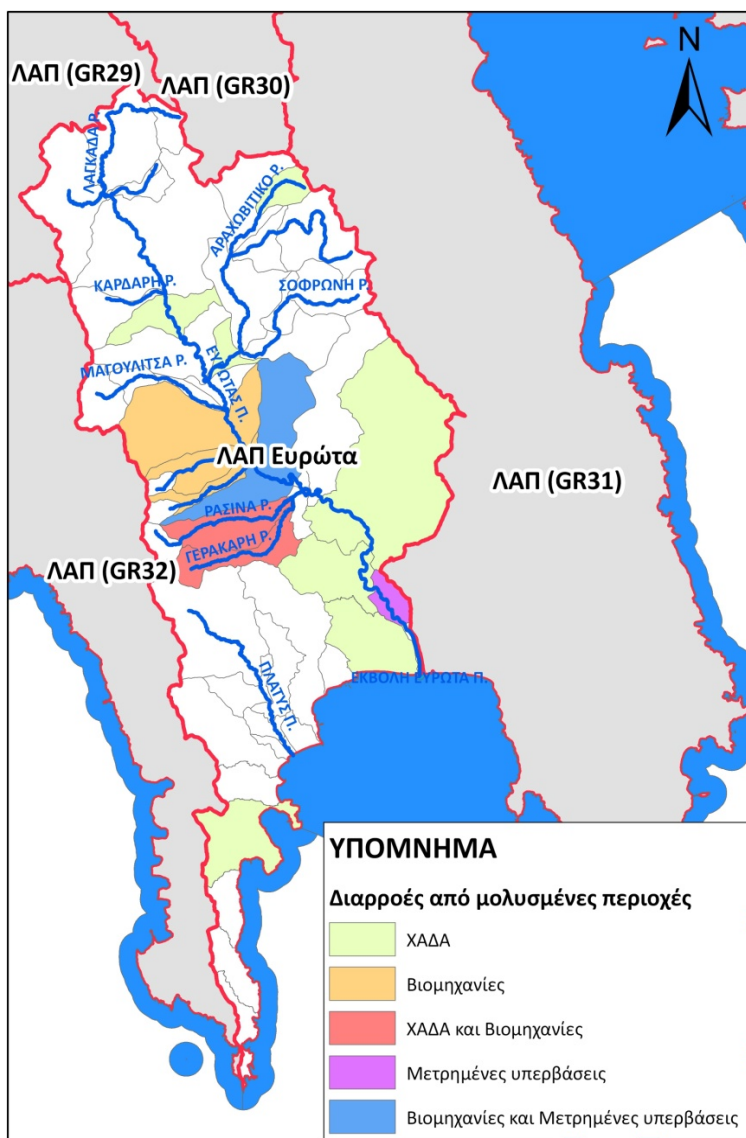 N
ΛΑΠ (GR29)
ΛΑΠ (GR30)
ΛΑΓΚΑΔΑ Ρ.
ΑΡΑΧΩΒΙΤΙΚΟ Ρ.
ΚΑΡΔΑΡΗ Ρ.
ΣΟΦΡΩΝΗ Ρ.
ΕΥΡΩΤΑΣ Π.
ΜΑΓΟΥΛΙΤΣΑ Ρ.
ΛΑΠ Ευρώτα
ΛΑΠ (GR31)
ΡΑΣΙΝΑ Ρ.
ΓΕΡΑΚΑΡΗ Ρ.
ΛΑΠ (GR32)
ΠΛΑΤΥΣ Π.
ΕΚΒΟΛΗ ΕΥΡΩΤΑ Π.
ΥΠΟΜΝΗΜΑ
Διαρροές από μολυσμένες περιοχές
ΧΑΔΑ
Βιομηχανίες
ΧΑΔΑ και Βιομηχανίες
Μετρημένες υπερβάσεις
Βιομηχανίες και Μετρημένες υπερβάσεις